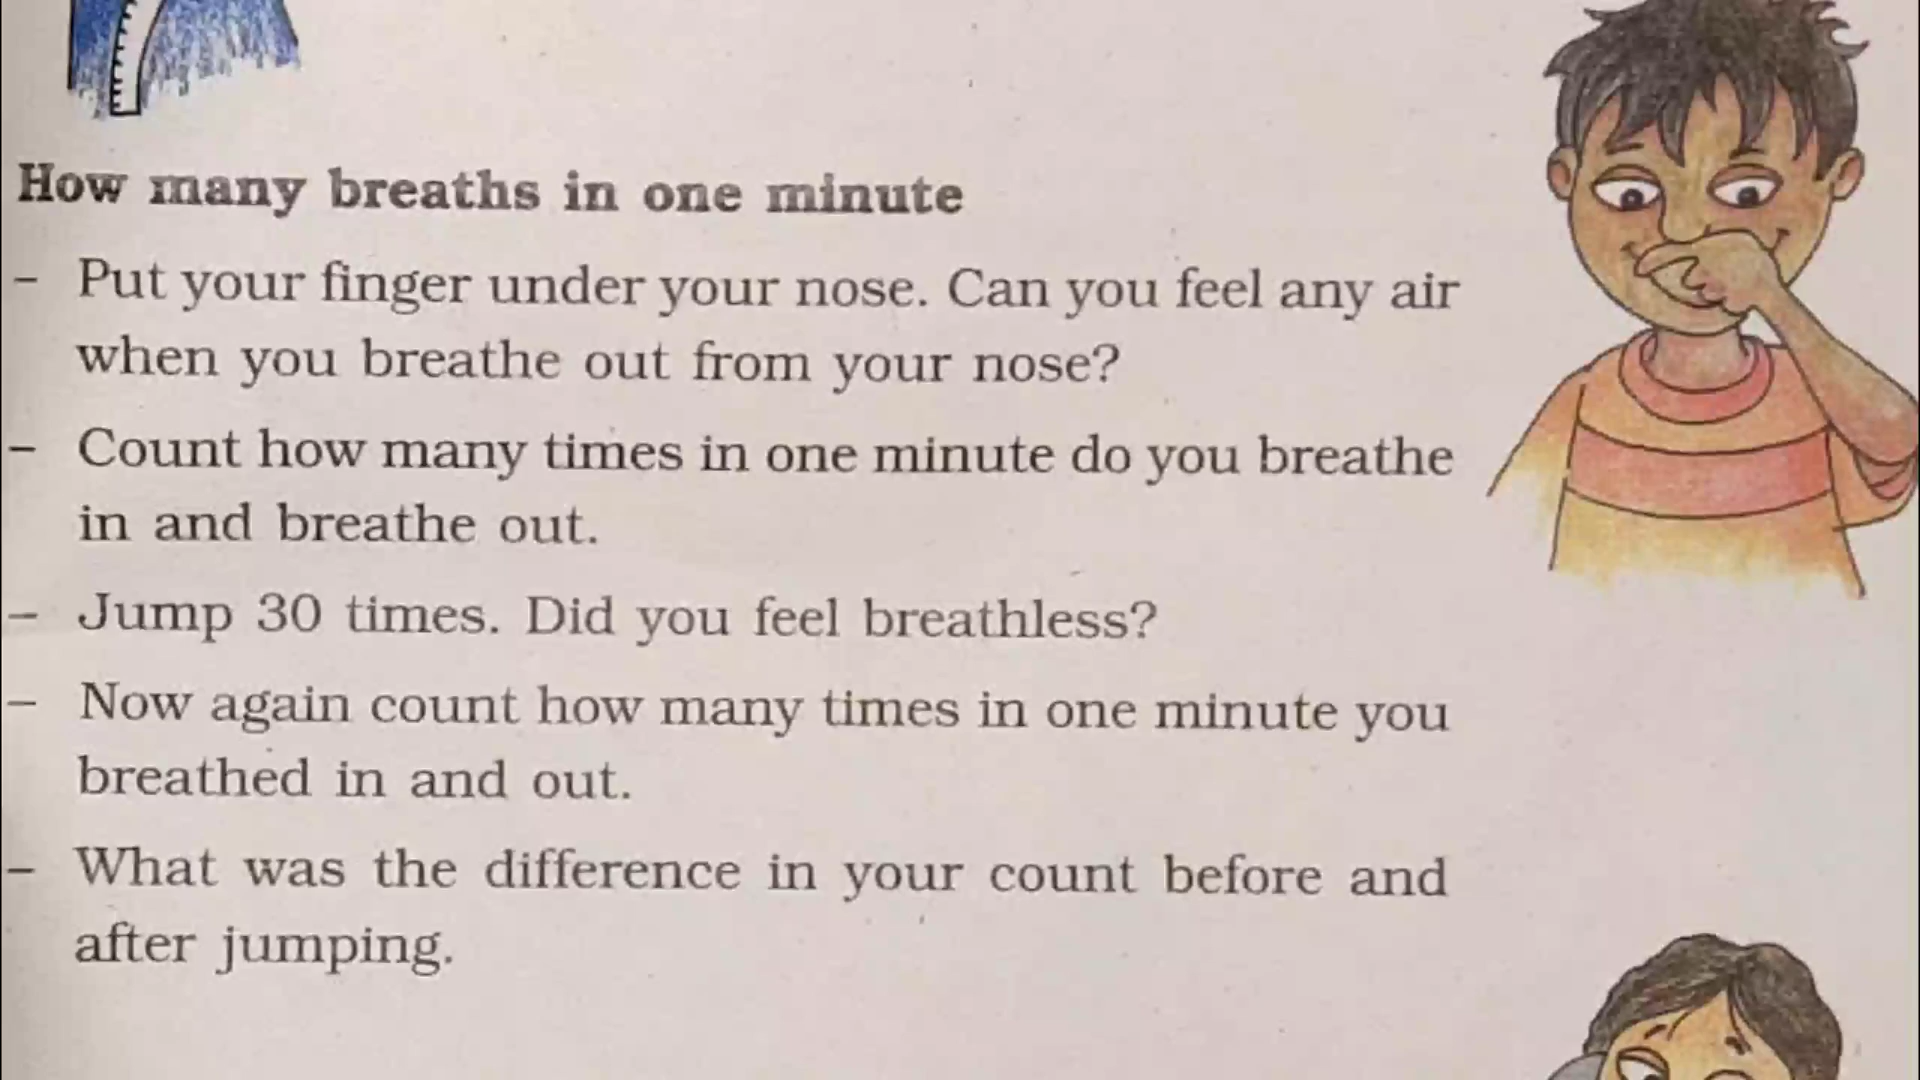 How many breaths in one minute
– Put your finger under your nose. Can you feel any air
when you breathe out from your nose?
– Count how many times in one minute do you breathe
in and breathe out.
– Jump 30 times. Did you feel breathless?
– Now again count how many times in one minute you
breathed in and out.
– What was the difference in your count before and
after jumping.